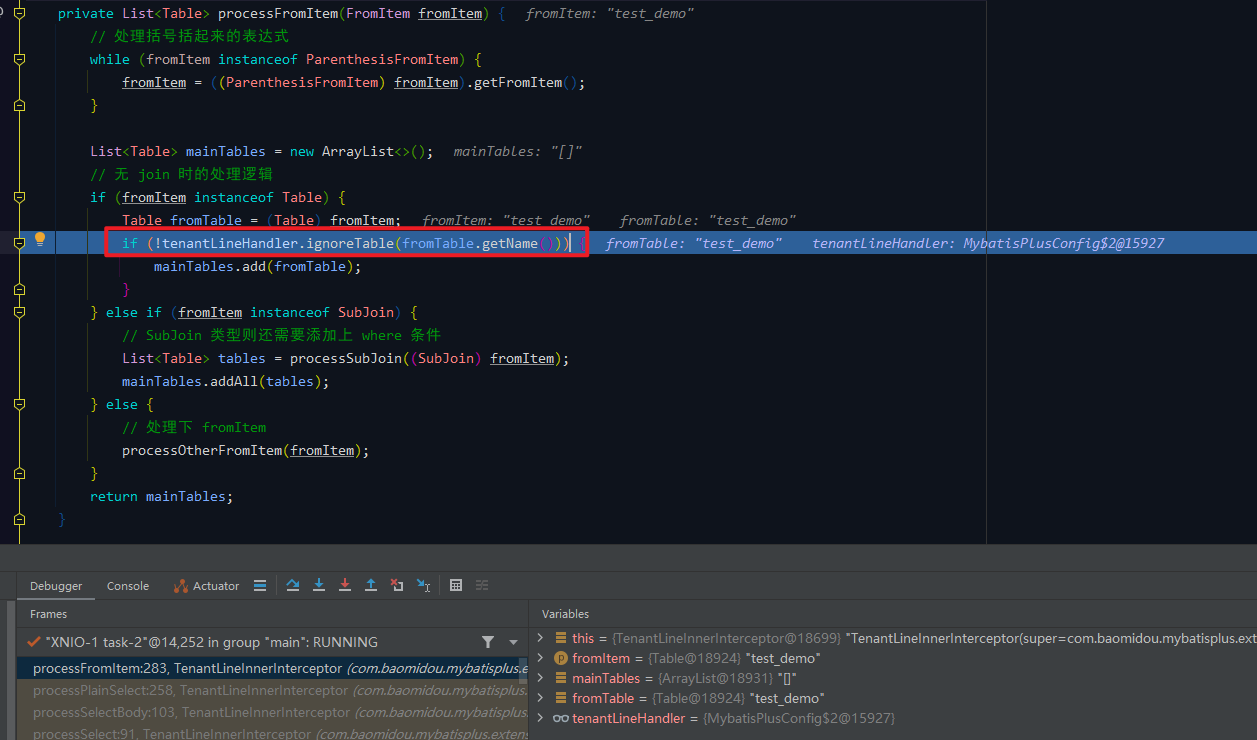 private List<Table> processFromItem(FromItem fromItem) { fromItem: "test_demo"
// 处理括号括起来的表达式
while (fromItem instanceof ParenthesisFromItem) {
fromItem = ((ParenthesisFromItem) fromItem).getFromItem();
}
List<Table> mainTables = new ArrayList<>(); mainTables: "[]"
// 无 join 时的处理逻辑
if (fromItem instanceof Table) {
Table fromTable = (Table) fromItem; fromItem: "test_demo" fromTable: "test_demo"
if (!tenantLineHandler.ignoreTable(fromTable.getName())) { fromTable: "test_demo" tenantLineHandler: MybatisPlusConfig$2@15927
mainTables.add(fromTable);
}
} else if (fromItem instanceof SubJoin) {
// SubJoin 类型则还需要添加上 where 条件
List<Table> tables = processSubJoin((SubJoin) fromItem);
mainTables.addAll(tables);
} else {
// 处理下 fromItem
processOtherFromItem(fromItem);
}
return mainTables;
}
Debugger Console Actuator
Frames
"XNIO-1 task-2"@14,252 in group "main": RUNNING
processFromItem:283, TenantLineInnerInterceptor (com.baomidou.mybatisplus.e
processPlainSelect:258, TenantLineInnerInterceptor (com.baomidou.mybatisplus.
processSelectBody:103, TenantLineInnerInterceptor (com.baomidou.mybatisplus.
processSelect:91, TenantLineInnerInterceptor (com.baomidou.mybatisplus.extens
Variables
this = {TenantLineInnerInterceptor@18699} "TenantLineInnerInterceptor(super=com.baomidou.mybatisplus.ext
fromItem = {Table@18924} "test_demo"
mainTables = {ArrayList@18931} "[]"
fromTable = {Table@18924} "test_demo"
tenantLineHandler = {MybatisPlusConfig$2@15927}